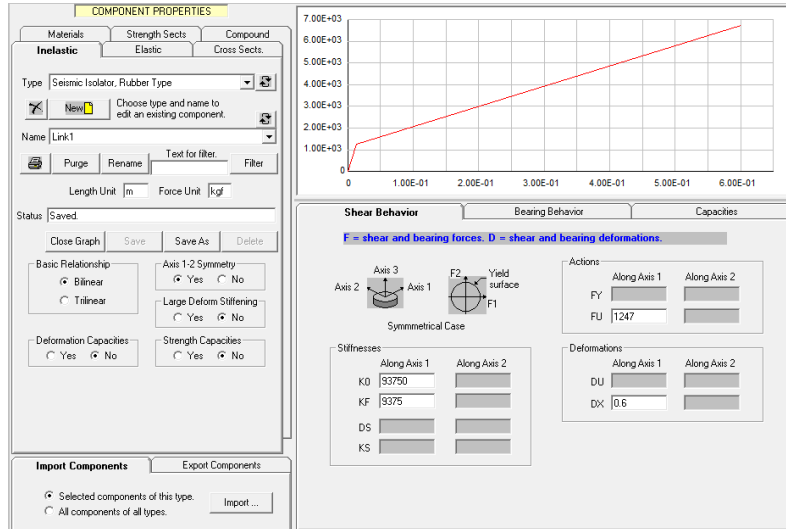 COMPONENT PROPERTIES
Materials Strength Sects Compound
Inelastic Elastic Cross Sects.
Type Seismic Isolator, Rubber Type
New Choose type and name to
edit an existing component.
Name Link1
Text for filter.
Purge Rename Filter
Length Unit m Force Unit kgf
Status Saved.
Close Graph Save Save As Delete
Basic Relationship
Bilinear
Trilinear
Axis 1-2 Symmetry
Yes No
Large Deform Stiffening
Yes No
Deformation Capacities
Yes No
Strength Capacities
Yes No
Import Components Export Components
Selected components of this type.
All components of all types.
Import ...
7.00E+03
6.00E+03
5.00E+03
4.00E+03
3.00E+03
2.00E+03
1.00E+03
0
0 1.00E-01 2.00E-01 3.00E-01 4.00E-01 5.00E-01 6.00E-01
Shear Behavior Bearing Behavior Capacities
F = shear and bearing forces. D = shear and bearing deformations.
Axis 3
Axis 2 Axis 1
F2 Yield
surface
F1
Symmmetrical Case
Stiffnesses
Along Axis 1 Along Axis 2
K0 93750
KF 9375
DS
KS
Actions
Along Axis 1 Along Axis 2
FY
FU 1247
Deformations
Along Axis 1 Along Axis 2
DU
DX 0.6